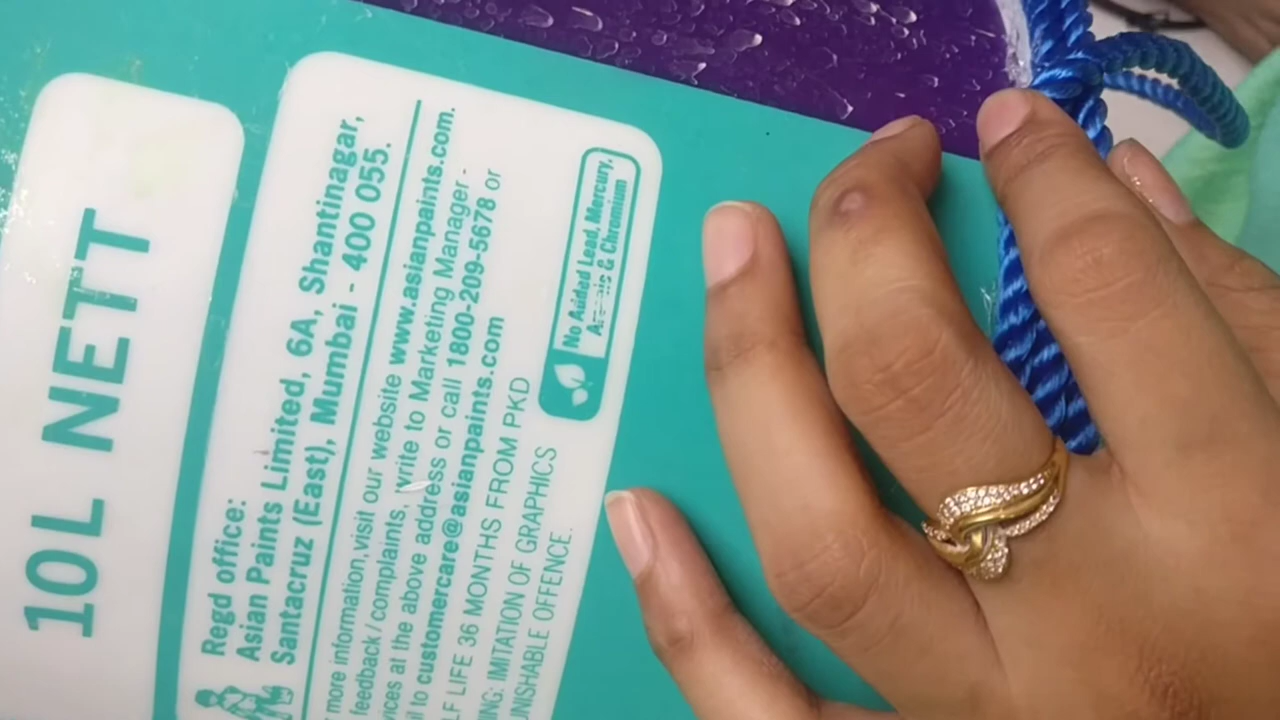 10L NETT
Regd office:
Asian Paints Limited, 6A, Shantinagar,
Santacruz (East), Mumbai - 400 055.
more information,visit our website www.asianpaints.com.
feedback/complaints, write to Marketing Manager -
vices at the above address or call 1800-209-5678 or
il to customercare@asianpaints.com
LF LIFE 36 MONTHS FROM PKD
NG: IMITATION OF GRAPHICS
UNISHABLE OFFENCE.
No Added Lead, Mercury,
Arsenic & Chromium